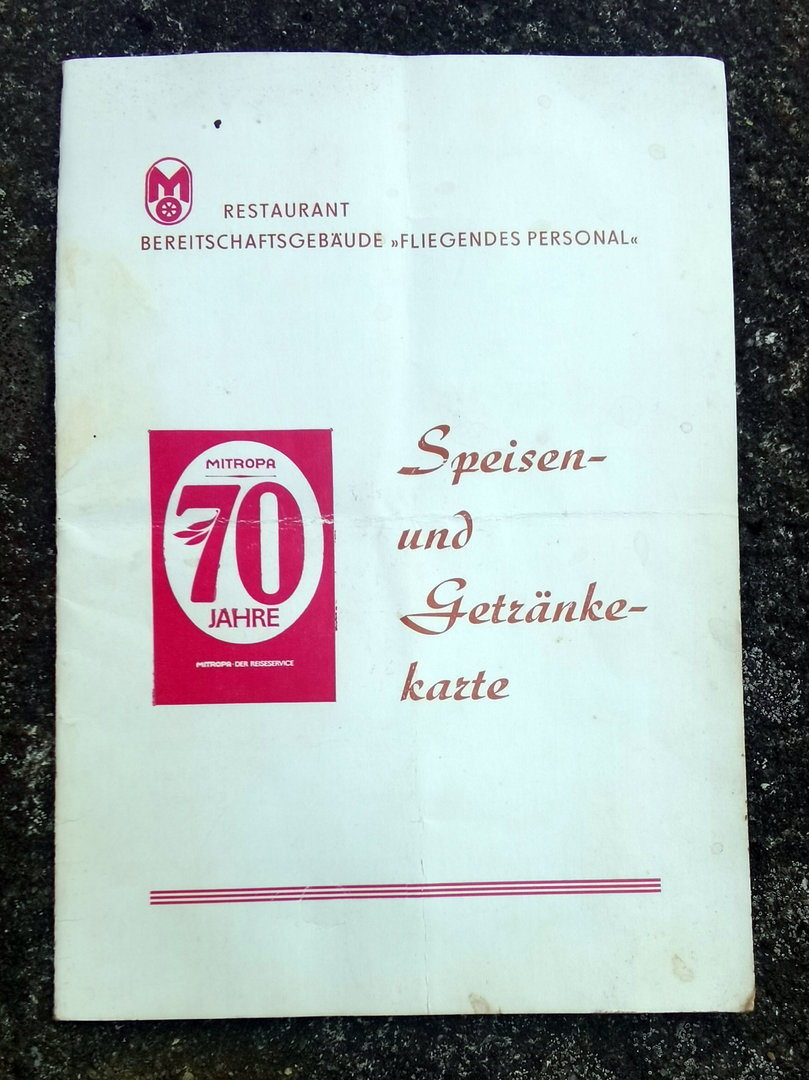 M
RESTAURANT
BEREITSCHAFTSGEBÄUDE »FLIEGENDES PERSONAL«
MITROPA
70
JAHRE
MITROPA · DER REISESERVICE
Speisen-
und
Getränke-
karte